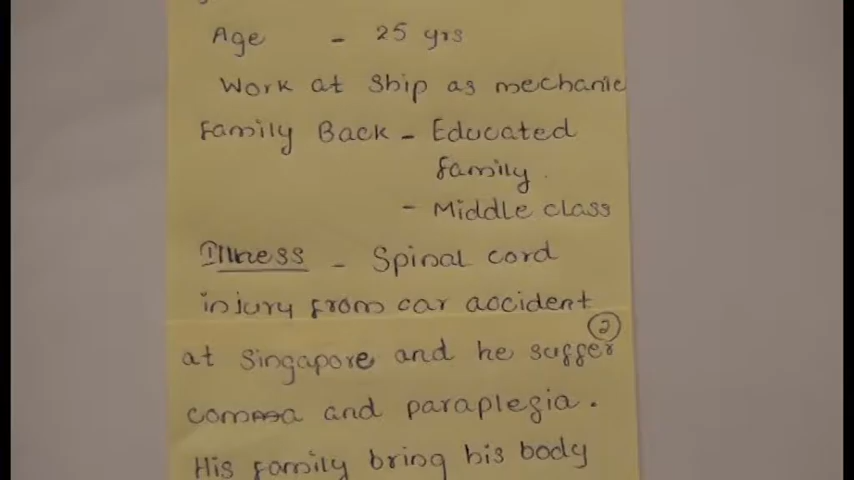 Age - 25 yrs
Work at ship as mechanic
Family Back - Educated
family.
- Middle class
Illness - Spinal cord
injury from car accident
2
at Singapore and he suffer
comma and paraplegia.
His family bring his body